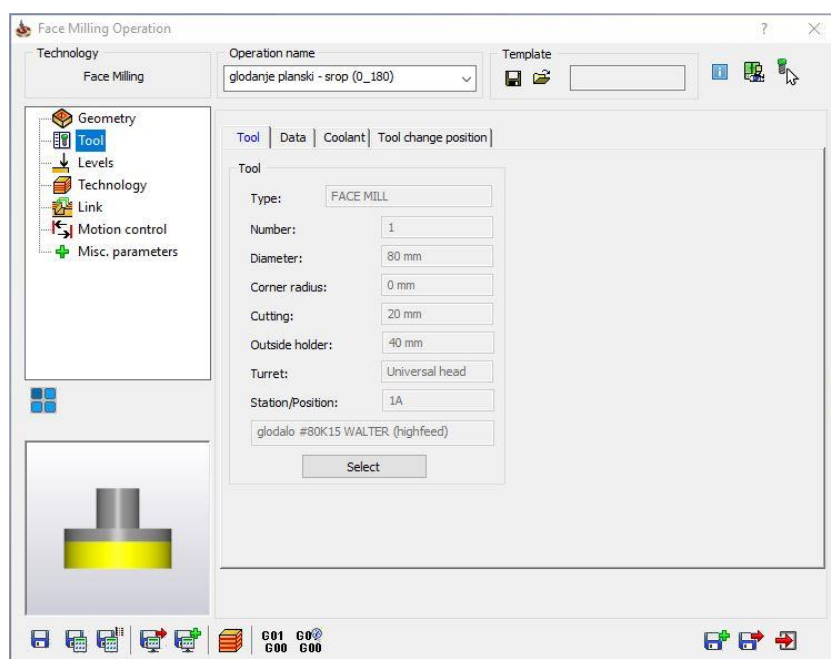 Face Milling Operation
?
Technology
Face Milling
Operation name
glodanje planski - srop (0_180)
Template
Geometry
Tool
Levels
Technology
Link
Motion control
Misc. parameters
Tool
Data
Coolant
Tool change position
Tool
Type: FACE MILL
Number: 1
Diameter: 80 mm
Corner radius: 0 mm
Cutting: 20 mm
Outside holder: 40 mm
Turret: Universal head
Station/Position: 1A
glodalo #80K15 WALTER (highfeed)
Select
G01 G0
G00 G00